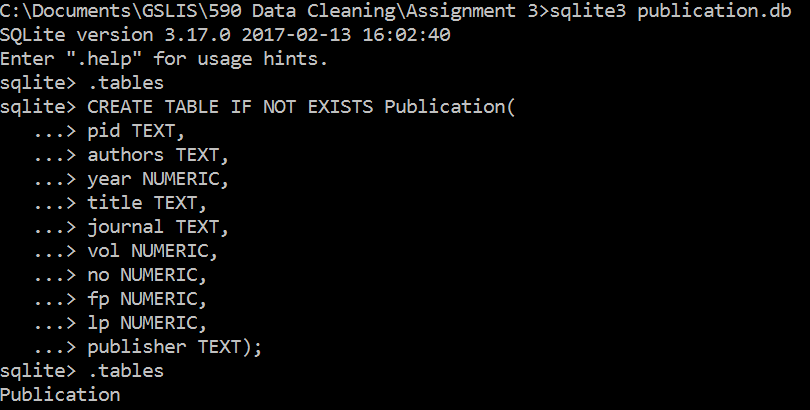 C:\Documents\GSLIS\590 Data Cleaning\Assignment 3>sqlite3 publication.db
SQLite version 3.17.0 2017-02-13 16:02:40
Enter ".help" for usage hints.
sqlite> .tables
sqlite> CREATE TABLE IF NOT EXISTS Publication(
   ...> pid TEXT,
   ...> authors TEXT,
   ...> year NUMERIC,
   ...> title TEXT,
   ...> journal TEXT,
   ...> vol NUMERIC,
   ...> no NUMERIC,
   ...> fp NUMERIC,
   ...> lp NUMERIC,
   ...> publisher TEXT);
sqlite> .tables
Publication